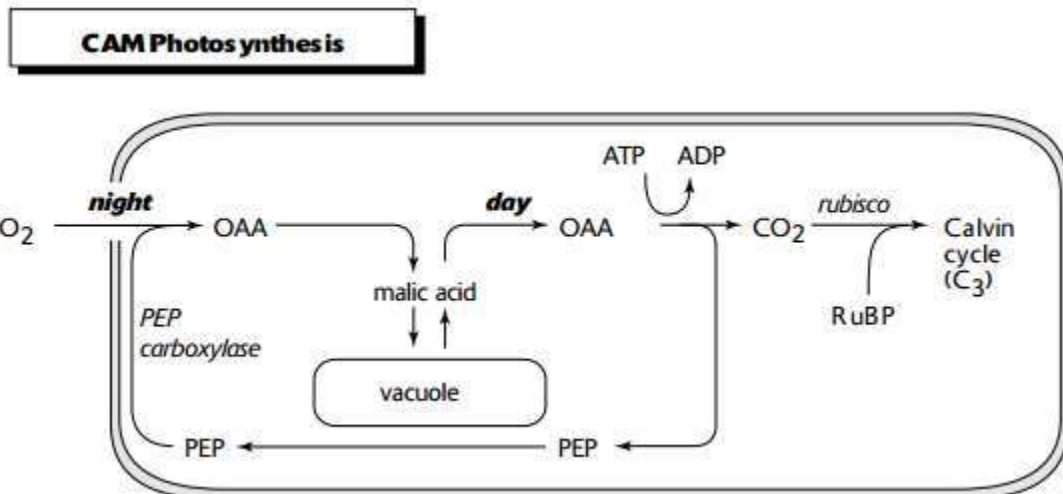 CAM Photosynthesis
ATP ADP
night day rubisco
O2 OAA OAA CO2 Calvin
cycle
(C3)
malic acid
RuBP
PEP
carboxylase
vacuole
PEP PEP